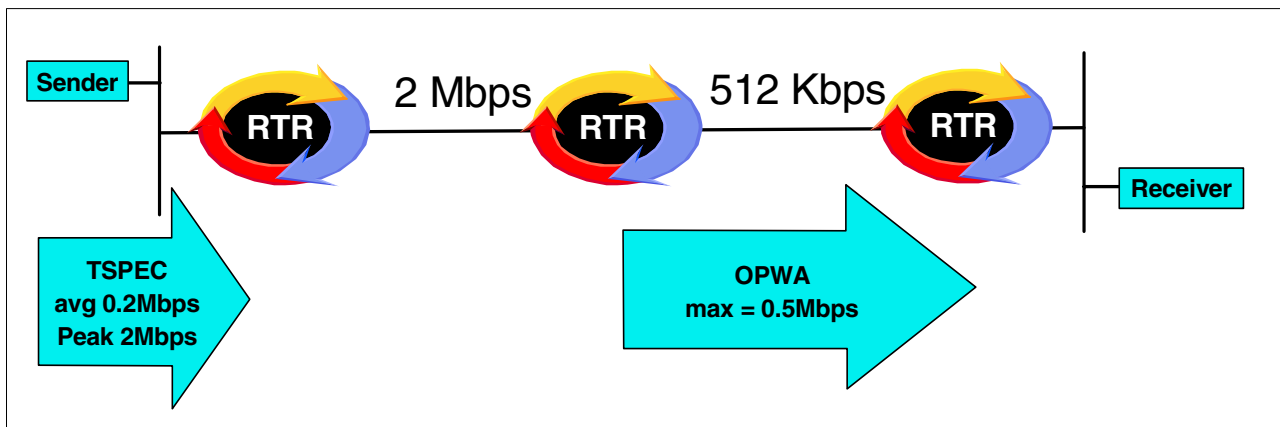 Sender
RTR
2 Mbps
RTR
512 Kbps
RTR
Receiver
TSPEC
avg 0.2Mbps
Peak 2Mbps
OPWA
max = 0.5Mbps